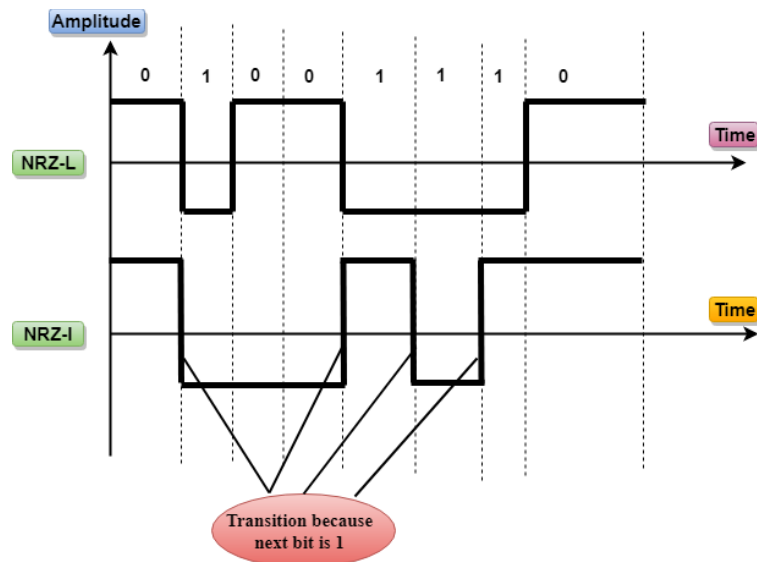 Amplitude
0 1 0 0 1 1 1 0
Time
NRZ-L
Time
NRZ-I
Transition because
next bit is 1